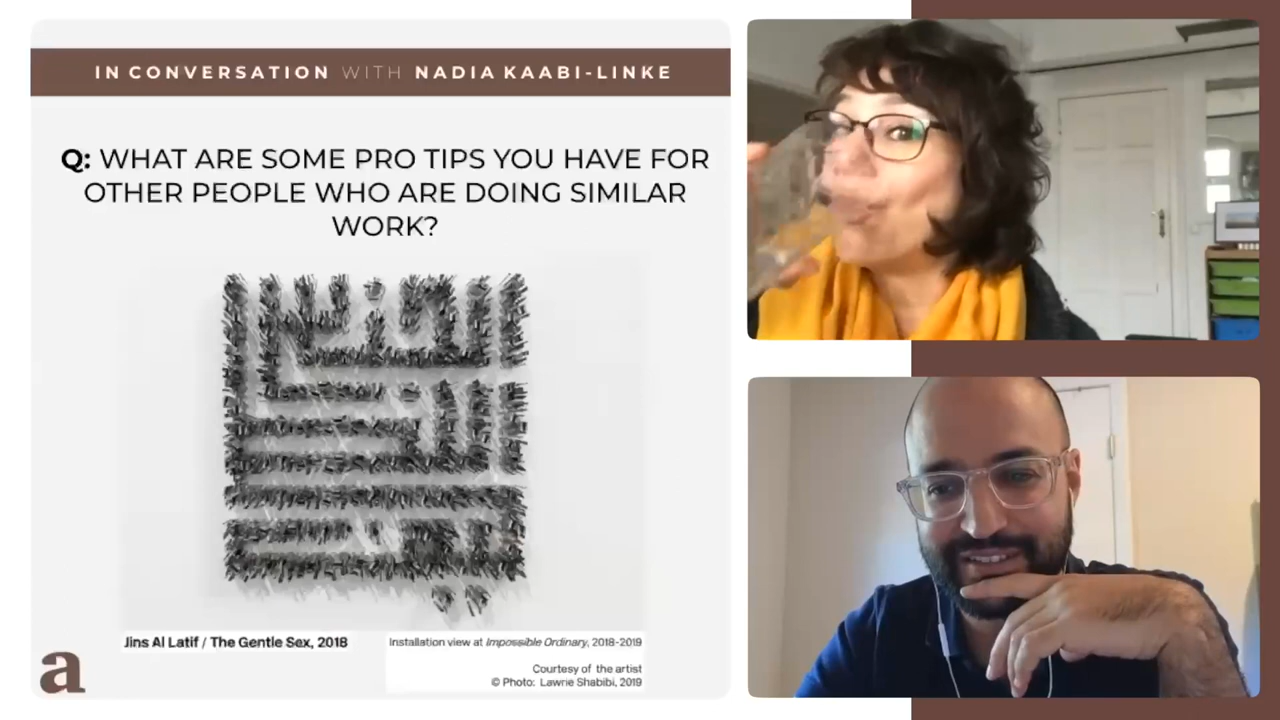 IN CONVERSATION WITH NADIA KAABI-LINKE
Q: WHAT ARE SOME PRO TIPS YOU HAVE FOR
OTHER PEOPLE WHO ARE DOING SIMILAR
WORK?
Jins Al Latif / The Gentle Sex, 2018
Installation view at Impossible Ordinary, 2018-2019
Courtesy of the artist
© Photo: Lawrie Shabibi, 2019
a